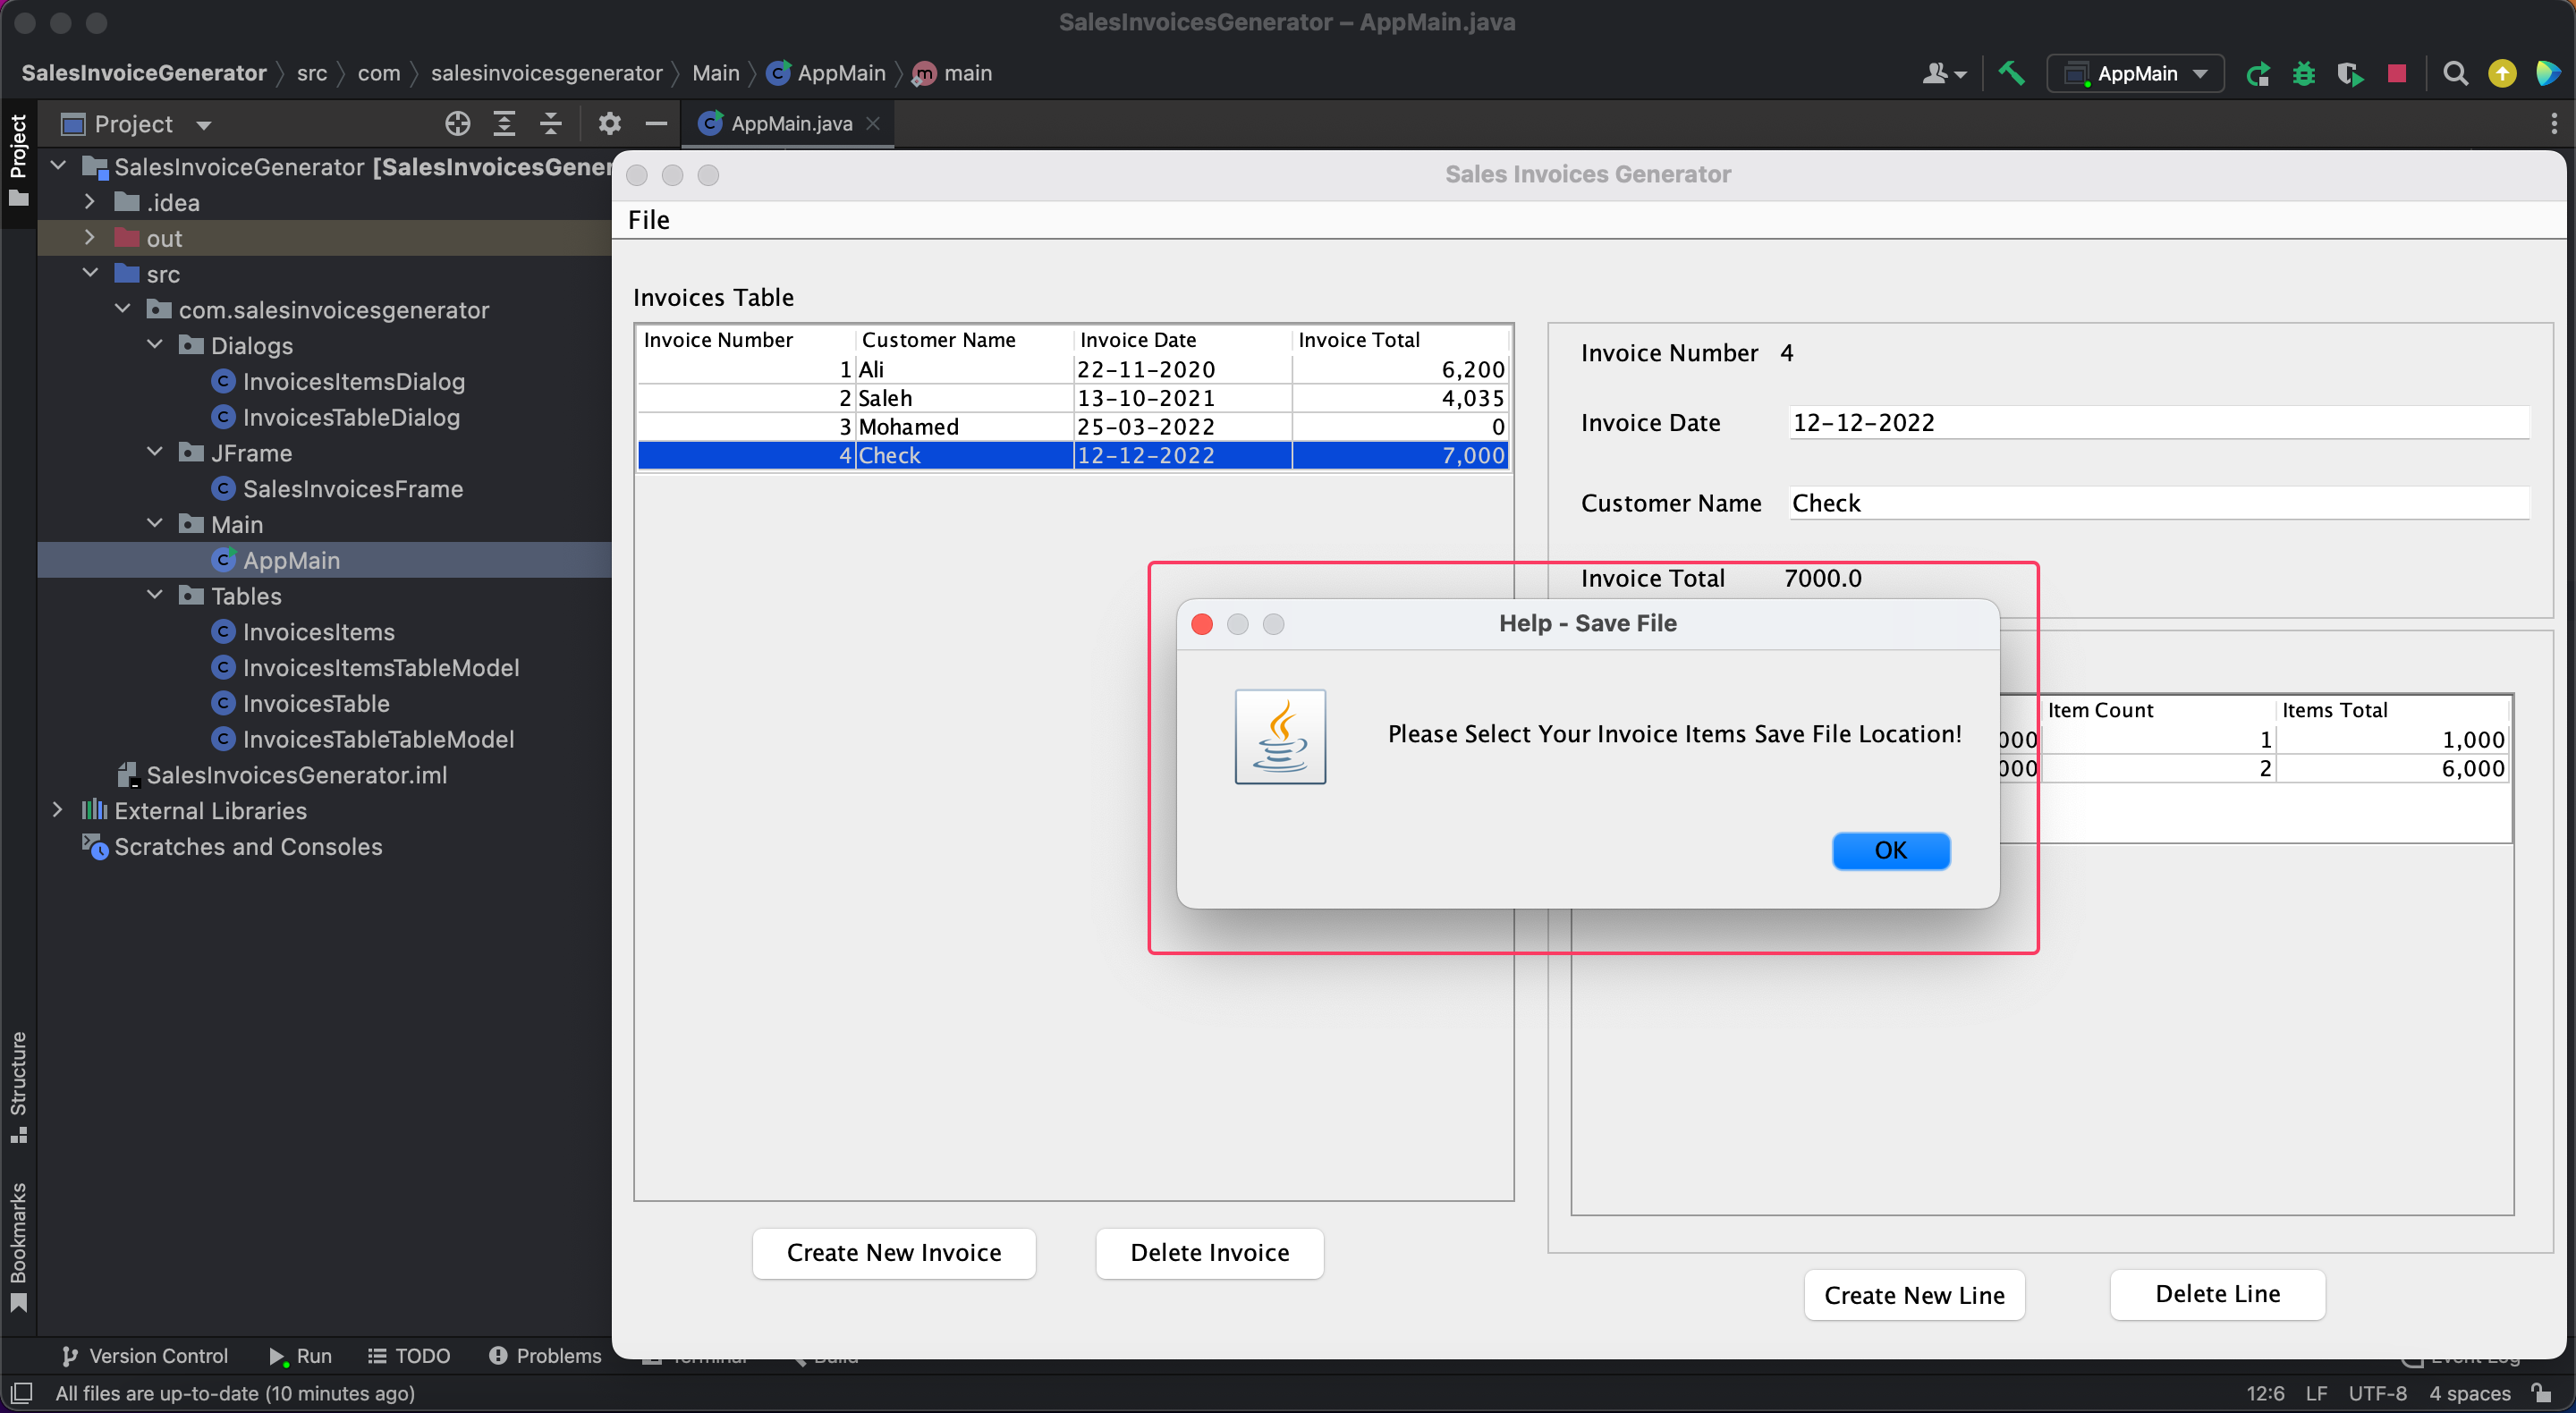 SalesInvoicesGenerator – AppMain.java
SalesInvoiceGenerator src com salesinvoicesgenerator Main AppMain main
AppMain
Project
Project
AppMain.java
SalesInvoiceGenerator [SalesInvoicesGener
.idea
out
src
com.salesinvoicesgenerator
Dialogs
InvoicesItemsDialog
InvoicesTableDialog
JFrame
SalesInvoicesFrame
Main
AppMain
Tables
InvoicesItems
InvoicesItemsTableModel
InvoicesTable
InvoicesTableTableModel
SalesInvoicesGenerator.iml
External Libraries
Scratches and Consoles
Structure
Bookmarks
Sales Invoices Generator
File
Invoices Table
Invoice Number Customer Name Invoice Date Invoice Total
1 Ali 22-11-2020 6,200
2 Saleh 13-10-2021 4,035
3 Mohamed 25-03-2022 0
4 Check 12-12-2022 7,000
Invoice Number 4
Invoice Date 12-12-2022
Customer Name Check
Invoice Total 7000.0
Help - Save File
Please Select Your Invoice Items Save File Location!
OK
Item Count Items Total
000 1 1,000
000 2 6,000
Create New Invoice
Delete Invoice
Create New Line
Delete Line
Version Control Run TODO Problems Terminal Build Event Log
All files are up-to-date (10 minutes ago)
12:6 LF UTF-8 4 spaces